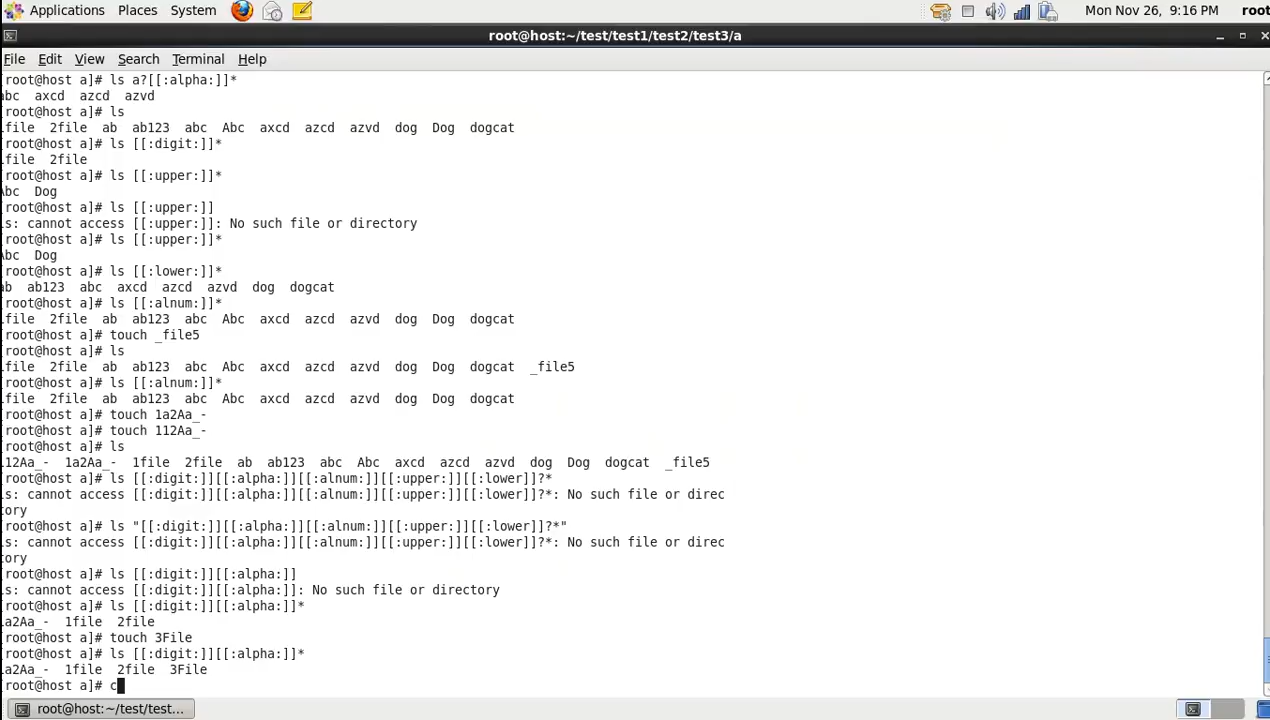 Applications Places System Mon Nov 26, 9:16 PM root
root@host:~/test/test1/test2/test3/a
File Edit View Search Terminal Help
[root@host a]# ls a?[[:alpha:]]*
abc axcd azcd azvd
[root@host a]# ls
1file 2file ab ab123 abc Abc axcd azcd azvd dog Dog dogcat
[root@host a]# ls [[:digit:]]*
1file 2file
[root@host a]# ls [[:upper:]]*
Abc Dog
[root@host a]# ls [[:upper:]]
ls: cannot access [[:upper:]]: No such file or directory
[root@host a]# ls [[:upper:]]*
Abc Dog
[root@host a]# ls [[:lower:]]*
ab ab123 abc axcd azcd azvd dog dogcat
[root@host a]# ls [[:alnum:]]*
1file 2file ab ab123 abc Abc axcd azcd azvd dog Dog dogcat
[root@host a]# touch _file5
[root@host a]# ls
1file 2file ab ab123 abc Abc axcd azcd azvd dog Dog dogcat _file5
[root@host a]# ls [[:alnum:]]*
1file 2file ab ab123 abc Abc axcd azcd azvd dog Dog dogcat
[root@host a]# touch 1a2Aa_-
[root@host a]# touch 112Aa_-
[root@host a]# ls
112Aa_- 1a2Aa_- 1file 2file ab ab123 abc Abc axcd azcd azvd dog Dog dogcat _file5
[root@host a]# ls [[:digit:]][[:alpha:]][[:alnum:]][[:upper:]][[:lower]]?*
ls: cannot access [[:digit:]][[:alpha:]][[:alnum:]][[:upper:]][[:lower]]?*: No such file or direc
tory
[root@host a]# ls "[[:digit:]][[:alpha:]][[:alnum:]][[:upper:]][[:lower]]?*"
ls: cannot access [[:digit:]][[:alpha:]][[:alnum:]][[:upper:]][[:lower]]?*: No such file or direc
tory
[root@host a]# ls [[:digit:]][[:alpha:]]
ls: cannot access [[:digit:]][[:alpha:]]: No such file or directory
[root@host a]# ls [[:digit:]][[:alpha:]]*
1a2Aa_- 1file 2file
[root@host a]# touch 3File
[root@host a]# ls [[:digit:]][[:alpha:]]*
1a2Aa_- 1file 2file 3File
[root@host a]# c
root@host:~/test/test...